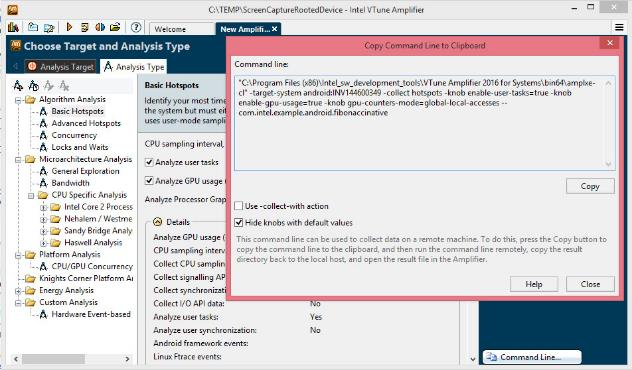 C:\TEMP\ScreenCaptureRootedDevice - Intel VTune Amplifier
Welcome
New Amplifi...
Choose Target and Analysis Type
Analysis Target
Analysis Type
Algorithm Analysis
Basic Hotspots
Advanced Hotspots
Concurrency
Locks and Waits
Microarchitecture Analysis
General Exploration
Bandwidth
CPU Specific Analysis
Intel Core 2 Proces
Nehalem / Westme
Sandy Bridge Analy
Haswell Analysis
Platform Analysis
CPU/GPU Concurrency
Knights Corner Platform An
Energy Analysis
Custom Analysis
Hardware Event-based
Basic Hotspots
Identify your most time
the system but must eit
uses user-mode sampl
CPU sampling interval,
Analyze user tasks
Analyze GPU usage (
Analyze Processor Grap
Details
Analyze GPU usage (
CPU sampling interv
Collect CPU samplin
Collect signalling API
Collect synchronizati
Collect I/O API data: No
Analyze user tasks: Yes
Analyze user synchronization: No
Android framework events:
Linux Ftrace events:
Copy Command Line to Clipboard
Command line:
"C:\Program Files (x86)\Intel_sw_development_tools\VTune Amplifier 2016 for Systems\bin64\amplxe-
cl" -target-system android:INV144600349 -collect hotspots -knob enable-user-tasks=true -knob
enable-gpu-usage=true -knob gpu-counters-mode=global-local-accesses --
com.intel.example.android.fibonaccinative
Copy
Use -collect-with action
Hide knobs with default values
This command line can be used to collect data on a remote machine. To do this, press the Copy button to
copy the command line to the clipboard, and then run the command line remotely, copy the result
directory back to the local host, and open the result file in the Amplifier.
Help
Close
Command Line...